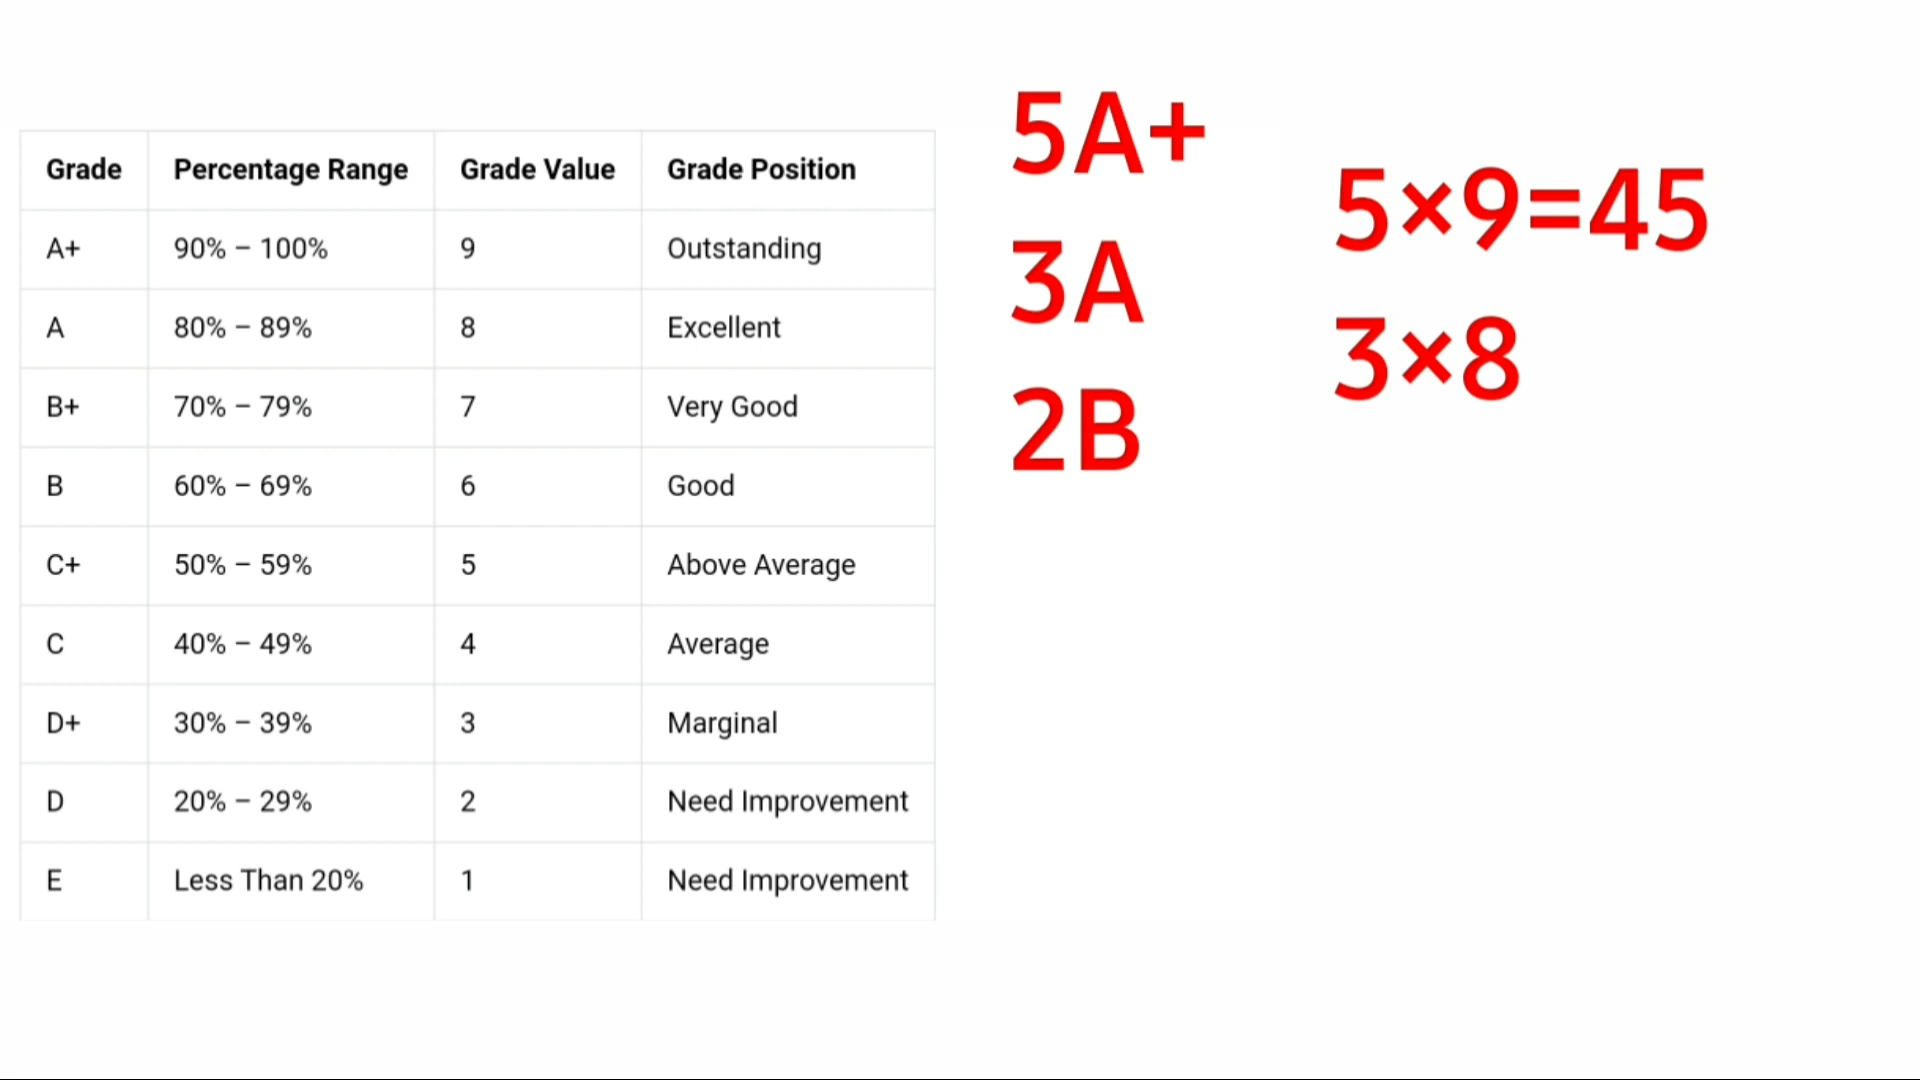 Grade Percentage Range Grade Value Grade Position
A+ 90% – 100% 9 Outstanding
A 80% – 89% 8 Excellent
B+ 70% – 79% 7 Very Good
B 60% – 69% 6 Good
C+ 50% – 59% 5 Above Average
C 40% – 49% 4 Average
D+ 30% – 39% 3 Marginal
D 20% – 29% 2 Need Improvement
E Less Than 20% 1 Need Improvement
5A+
3A
2B
5×9=45
3×8